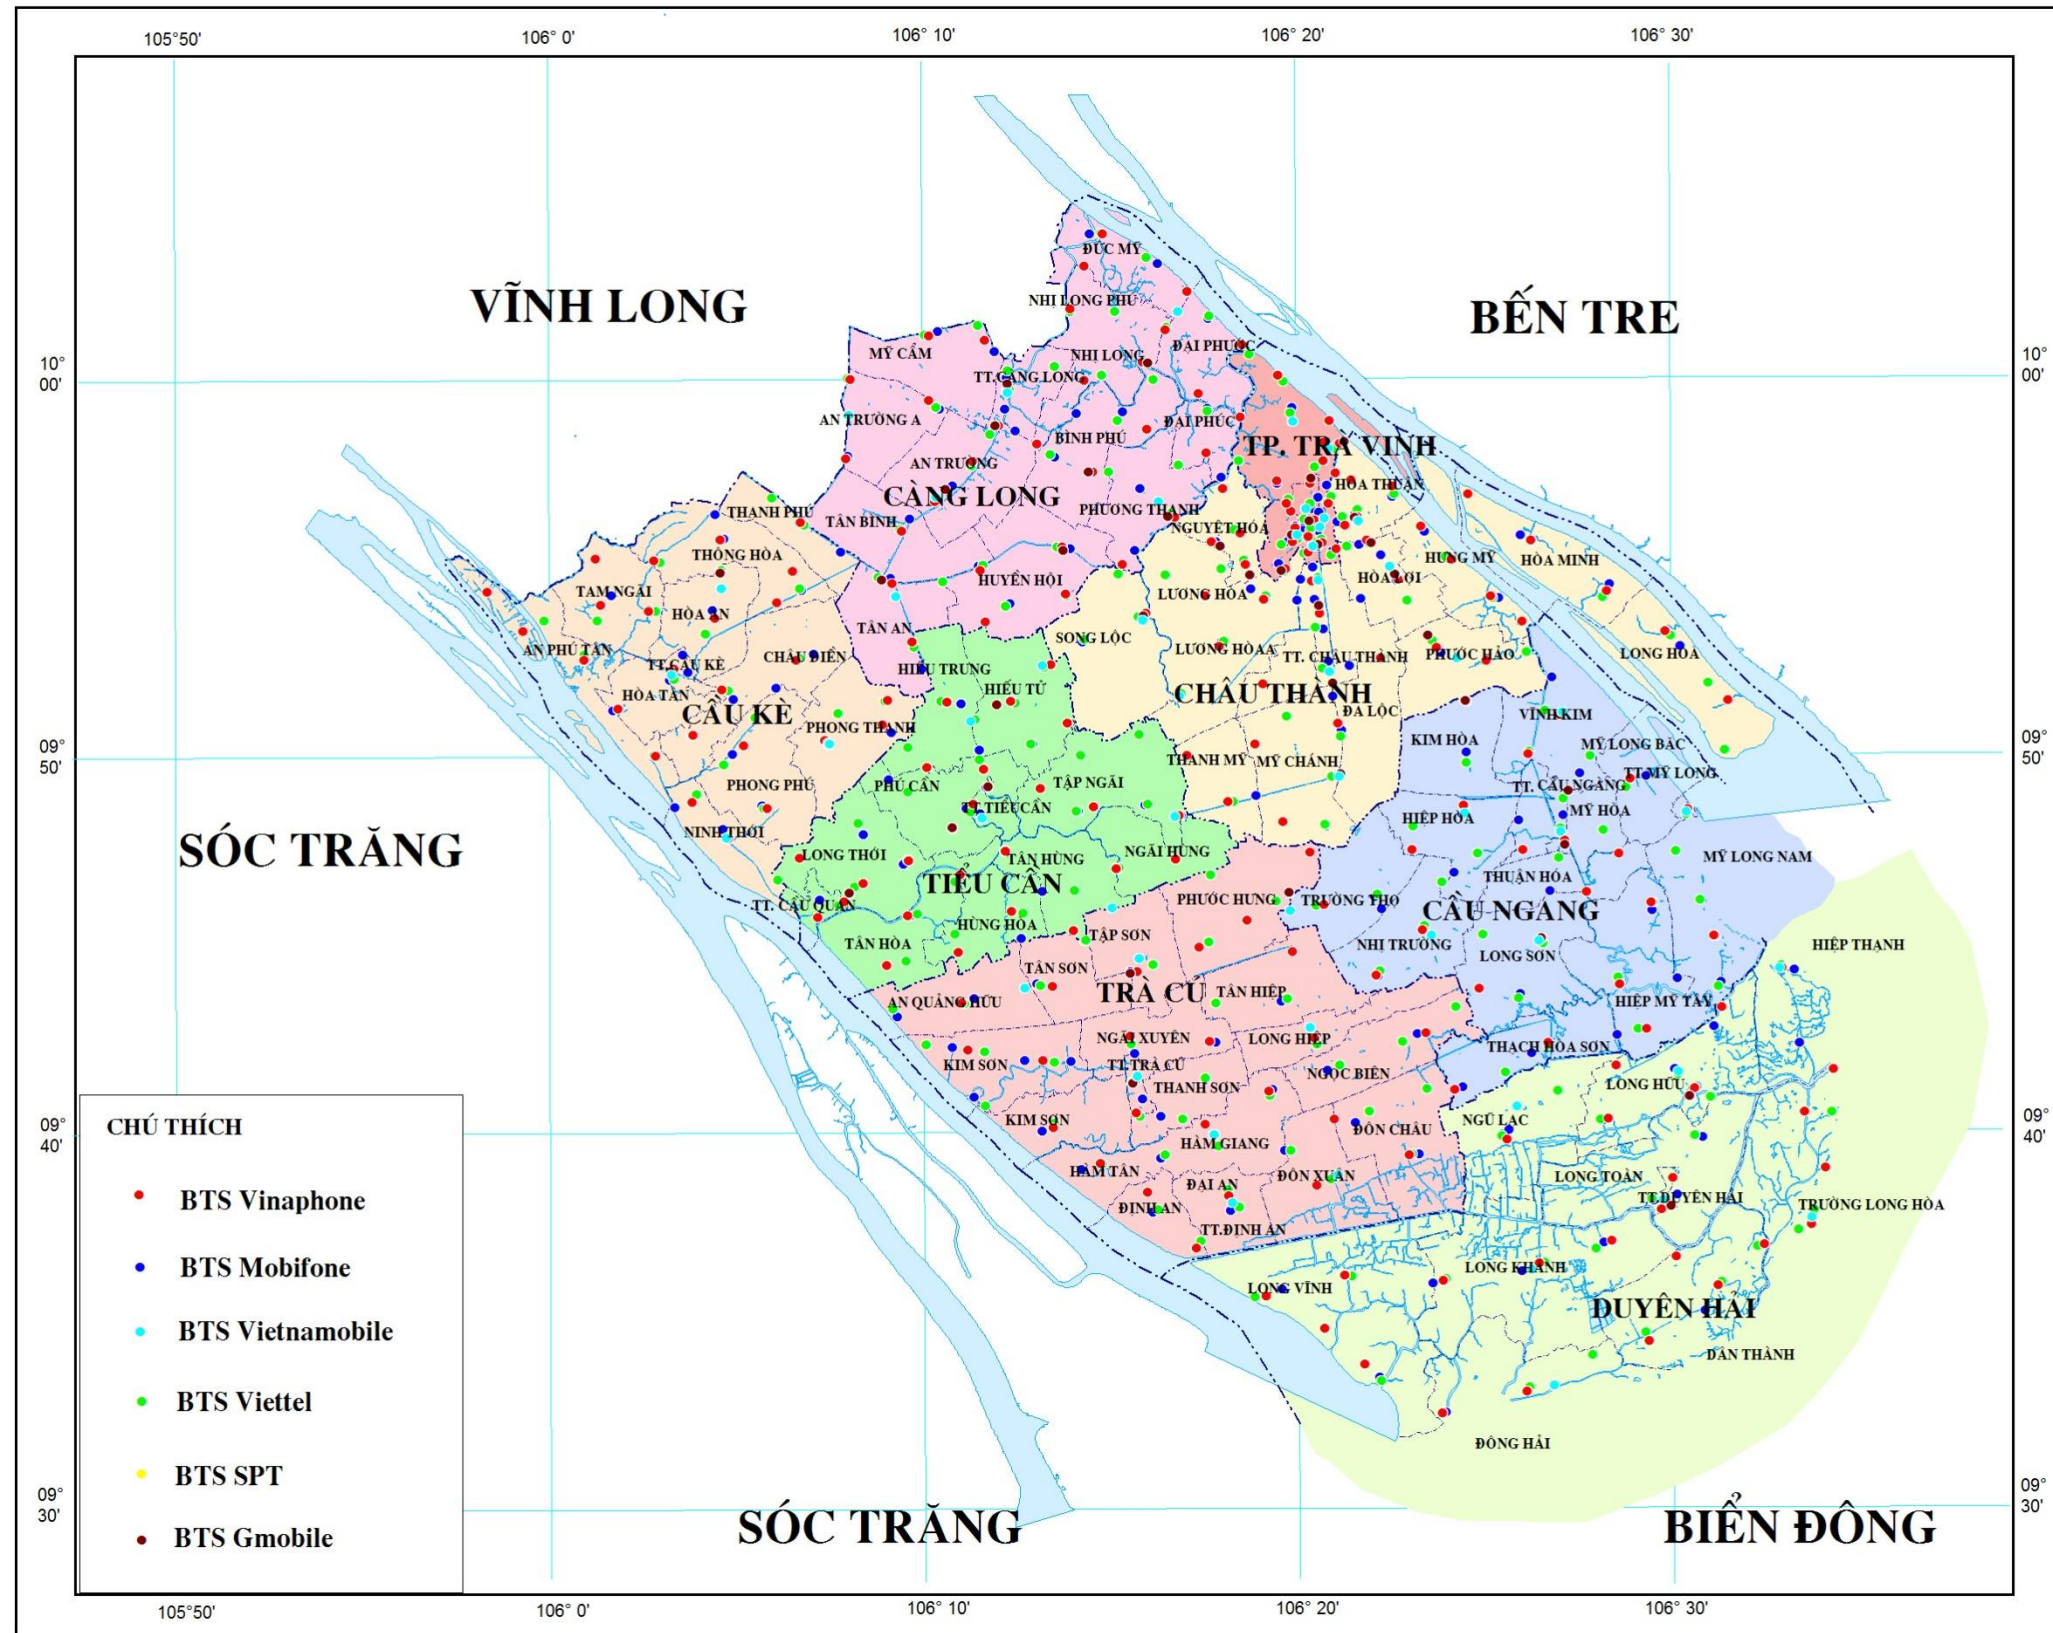 105°50'
106° 0'
106° 10'
106° 20'
106° 30'
ĐỨC MỸ
NHỊ LONG PHÚ
VĨNH LONG
BẾN TRE
MỸ CẨM
NHỊ LONG
ĐẠI PHƯỚC
10°
00'
10°
00'
TT.CÀNG LONG
AN TRƯỜNG A
BÌNH PHÚ
ĐẠI PHÚC
TP. TRÀ VINH
AN TRƯỜNG
HÒA THUẬN
CÀNG LONG
THẠNH PHÚ
TÂN BÌNH
PHƯƠNG THẠNH
NGUYỆT HÓA
THÔNG HÒA
HƯNG MỸ
HÒA MINH
HUYỀN HỘI
HÒA LỢI
TAM NGÃI
LƯƠNG HÒA
HÒA ÂN
TÂN AN
SONG LỘC
AN PHÚ TÂN
CHÂU ĐIỀN
LƯƠNG HÒAA
TT. CHÂU THÀNH
PHƯỚC HẢO
LONG HÒA
TT.CẦU KÈ
HIẾU TRUNG
HIẾU TỬ
HÒA TÂN
CHÂU THÀNH
CẦU KÈ
ĐA LỘC
VĨNH KIM
PHONG THẠNH
KIM HÒA
MỸ LONG BẮC
09°
50'
09°
50'
THANH MỸ
MỸ CHÁNH
TT.MỸ LONG
PHONG PHÚ
PHÚ CẦN
TẬP NGÃI
TT. CẦU NGANG
TT.TIỂU CẦN
MỸ HÒA
NINH THỚI
HIỆP HÒA
SÓC TRĂNG
LONG THỚI
TÂN HÙNG
NGÃI HÙNG
MỸ LONG NAM
TIỂU CẦN
THUẬN HÒA
TT. CẦU QUAN
PHƯỚC HƯNG
TRƯỜNG THỌ
CẦU NGANG
HÙNG HÒA
TÂN HÒA
TẬP SƠN
NHỊ TRƯỜNG
LONG SƠN
HIỆP THẠNH
TÂN SƠN
TRÀ CÚ
TÂN HIỆP
AN QUẢNG HỮU
HIỆP MỸ TÂY
NGÃI XUYÊN
LONG HIỆP
THẠCH HÒA SƠN
KIM SƠN
TT.TRÀ CÚ
THANH SƠN
NGỌC BIÊN
LONG HỮU
KIM SƠN
ĐÔN CHÂU
NGŨ LẠC
09°
40'
09°
40'
HÀM GIANG
HÀM TÂN
ĐẠI AN
ĐÔN XUÂN
LONG TOÀN
TT.DUYÊN HẢI
TRƯỜNG LONG HÒA
ĐỊNH AN
TT.ĐỊNH AN
LONG KHÁNH
LONG VĨNH
DUYÊN HẢI
DÂN THÀNH
ĐÔNG HẢI
CHÚ THÍCH
BTS Vinaphone
BTS Mobifone
BTS Vietnamobile
BTS Viettel
BTS SPT
BTS Gmobile
09°
30'
09°
30'
SÓC TRĂNG
BIỂN ĐÔNG
105°50'
106° 0'
106° 10'
106° 20'
106° 30'